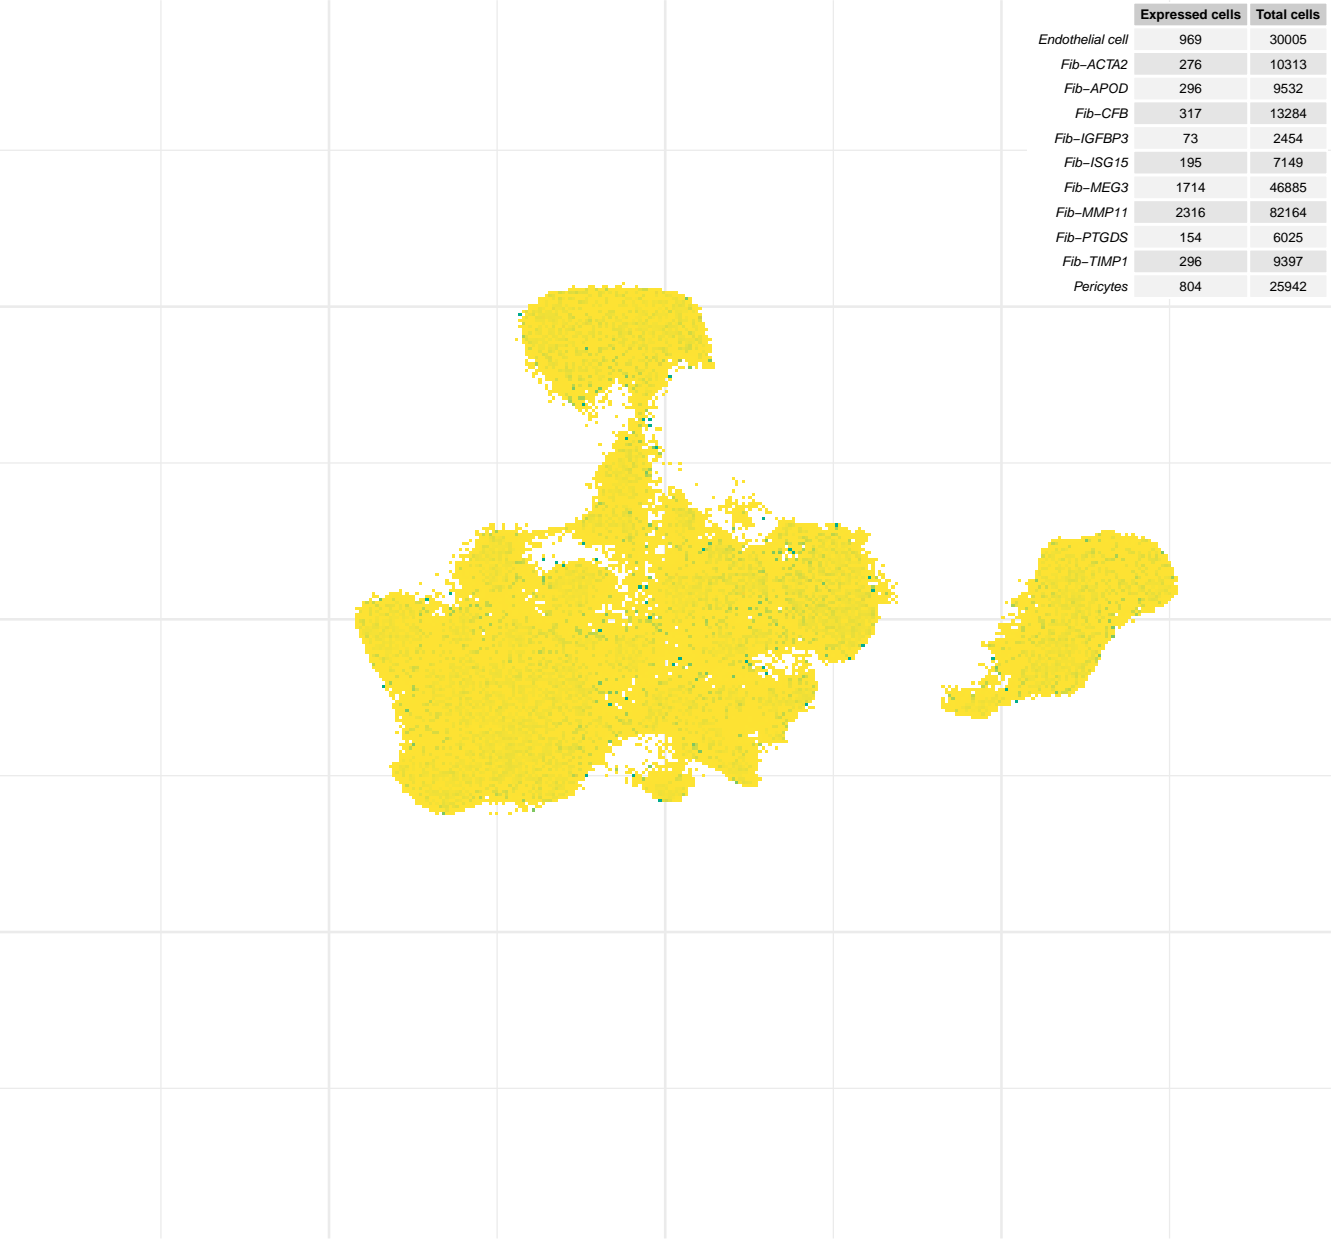 Expressed cells Total cells
Endothelial cell 969 30005
Fib−ACTA2 276 10313
Fib−APOD 296 9532
Fib−CFB 317 13284
Fib−IGFBP3 73 2454
Fib−ISG15 195 7149
Fib−MEG3 1714 46885
Fib−MMP11 2316 82164
Fib−PTGDS 154 6025
Fib−TIMP1 296 9397
Pericytes 804 25942